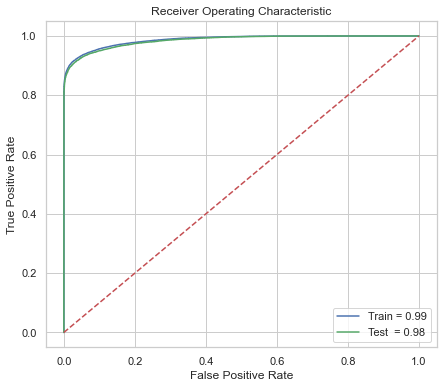 Receiver Operating Characteristic
True Positive Rate
1.0
0.8
0.6
0.4
0.2
0.0
0.0 0.2 0.4 0.6 0.8 1.0
False Positive Rate
Train = 0.99
Test = 0.98